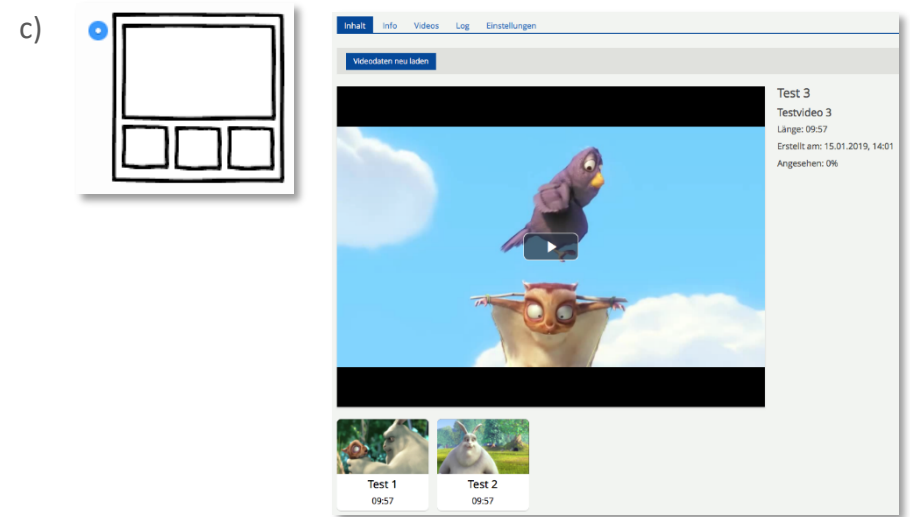 c)
Inhalt Info Videos Log Einstellungen
Videodaten neu laden
Test 3
Testvideo 3
Länge: 09:57
Erstellt am: 15.01.2019, 14:01
Angesehen: 0%
Test 1 Test 2
09:57 09:57